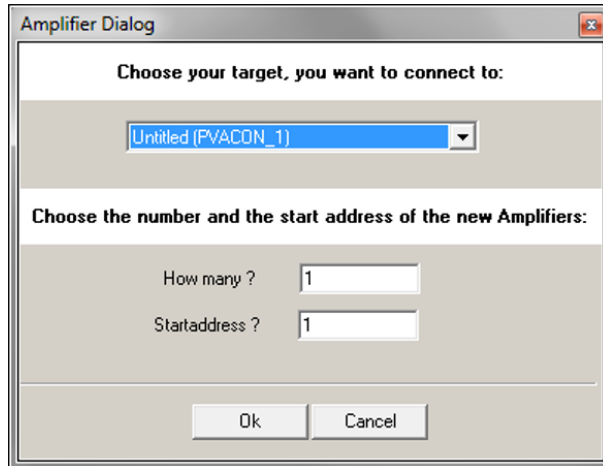 Amplifier Dialog
Choose your target, you want to connect to:
Untitled (PVACON_1)
Choose the number and the start address of the new Amplifiers:
How many ? 1
Startaddress ? 1
Ok Cancel